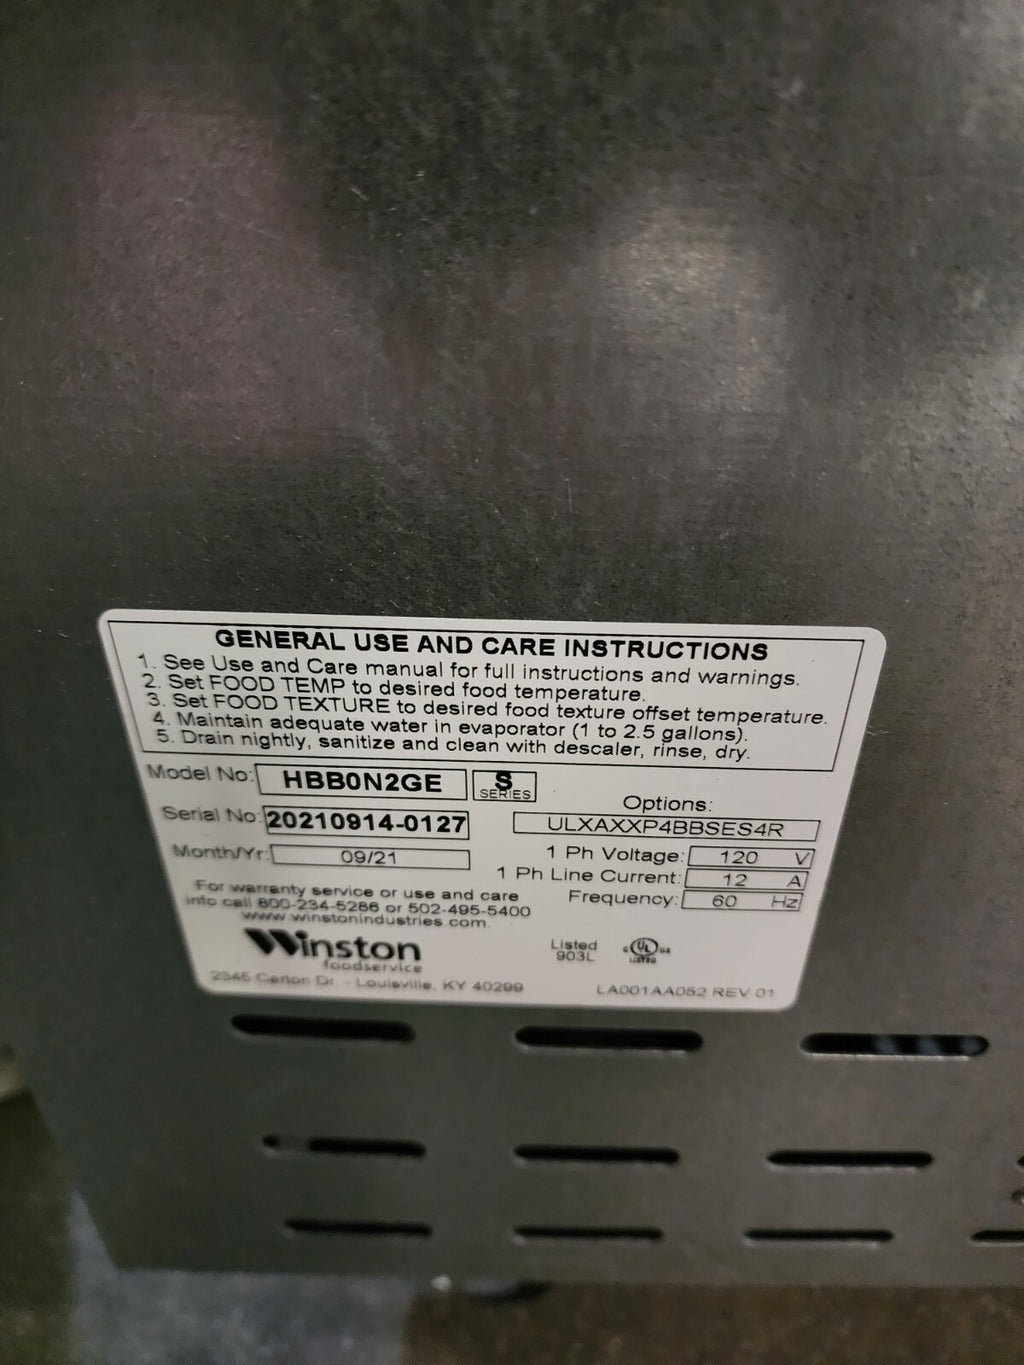 GENERAL USE AND CARE INSTRUCTIONS
1. See Use and Care manual for full instructions and warnings.
2. Set FOOD TEMP to desired food temperature.
3. Set FOOD TEXTURE to desired food texture offset temperature.
4. Maintain adequate water in evaporator (1 to 2.5 gallons).
5. Drain nightly, sanitize and clean with descaler, rinse, dry.
Model No: HBB0N2GE S SERIES
Serial No: 20210914-0127
Month/Yr: 09/21
Options:
ULXAXXP4BBSES4R
1 Ph Voltage: 120 V
1 Ph Line Current: 12 A
Frequency: 60 Hz
For warranty service or use and care
info call 800-234-5286 or 502-495-5400
www.winstonindustries.com.
Winston
foodservice
2345 Carton Dr. - Louisville, KY 40299
Listed
903L
C UL US
LISTED
LA001AA052 REV 01